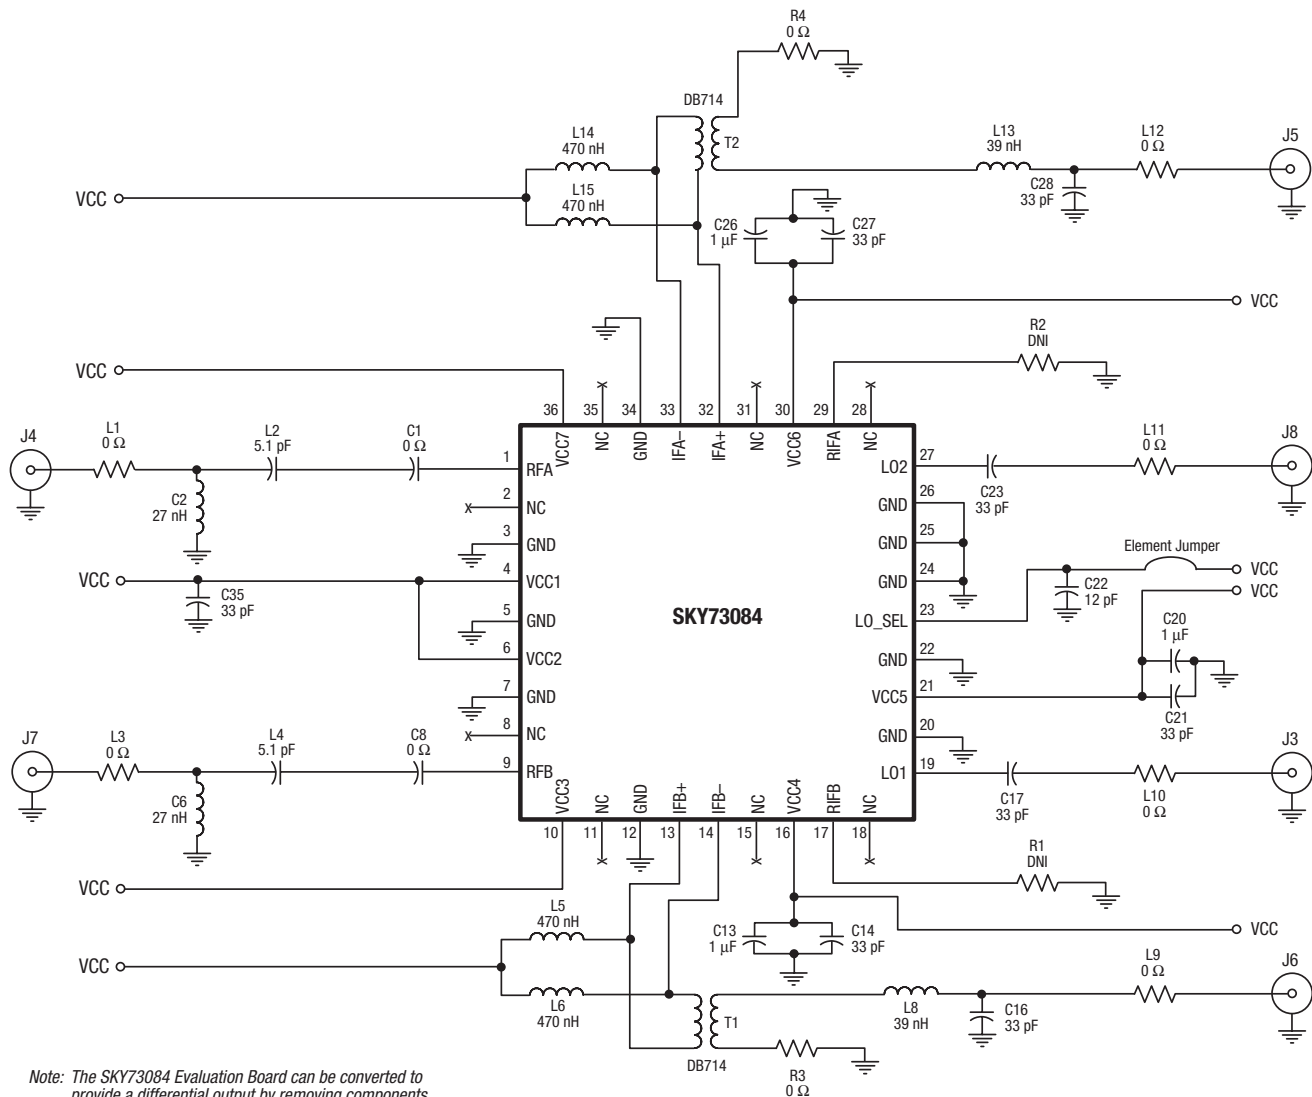 R4
0 Ω
DB714
T2
L14
470 nH
L15
470 nH
L13
39 nH
L12
0 Ω
J5
C28
33 pF
VCC
C26
1 μF
C27
33 pF
VCC
R2
DNI
VCC
36
35
34
33
32
31
30
29
28
VCC7
NC
GND
IFA–
IFA+
NC
VCC6
RIFA
NC
J4
L1
0 Ω
L2
5.1 pF
C1
0 Ω
C2
27 nH
1
RFA
2
NC
x
3
GND
VCC
4
VCC1
C35
33 pF
5
GND
6
VCC2
7
GND
8
NC
x
J7
L3
0 Ω
L4
5.1 pF
C8
0 Ω
C6
27 nH
9
RFB
SKY73084
27
LO2
C23
33 pF
L11
0 Ω
J8
26
GND
25
GND
24
GND
Element Jumper
VCC
VCC
C22
12 pF
23
LO_SEL
C20
1 μF
22
GND
21
VCC5
C21
33 pF
20
GND
19
LO1
C17
33 pF
L10
0 Ω
J3
VCC3
NC
GND
IFB+
IFB–
NC
VCC4
RIFB
NC
10
11
12
13
14
15
16
17
18
VCC
R1
DNI
L5
470 nH
C13
1 μF
C14
33 pF
VCC
VCC
L6
470 nH
T1
DB714
L8
39 nH
C16
33 pF
L9
0 Ω
J6
R3
0 Ω
Note: The SKY73084 Evaluation Board can be converted to
provide a differential output by removing components